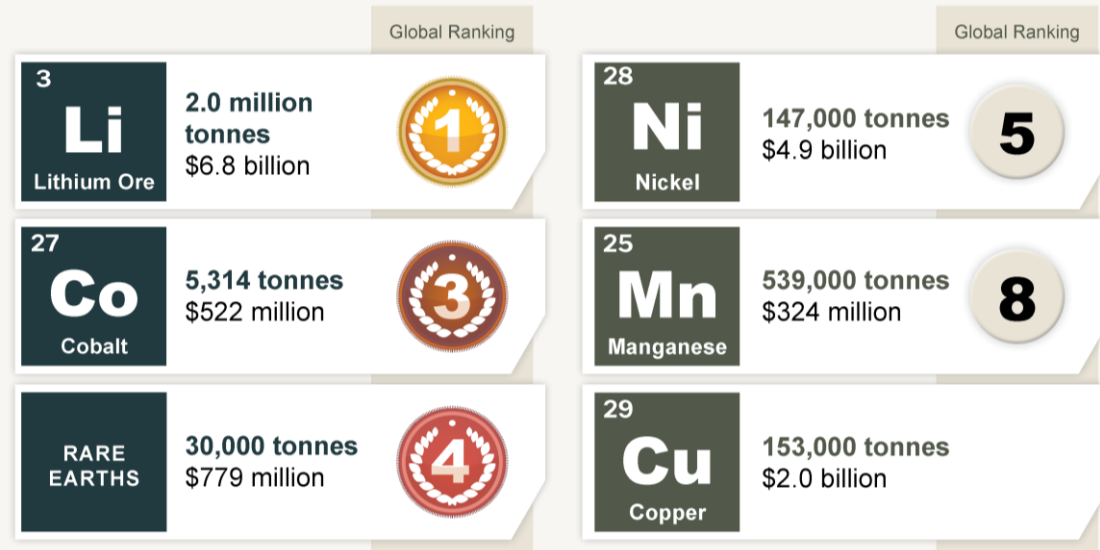 Global Ranking
3
Li
Lithium Ore
2.0 million
tonnes
$6.8 billion
1
27
Co
Cobalt
5,314 tonnes
$522 million
3
RARE
EARTHS
30,000 tonnes
$779 million
4
Global Ranking
28
Ni
Nickel
147,000 tonnes
$4.9 billion
5
25
Mn
Manganese
539,000 tonnes
$324 million
8
29
Cu
Copper
153,000 tonnes
$2.0 billion